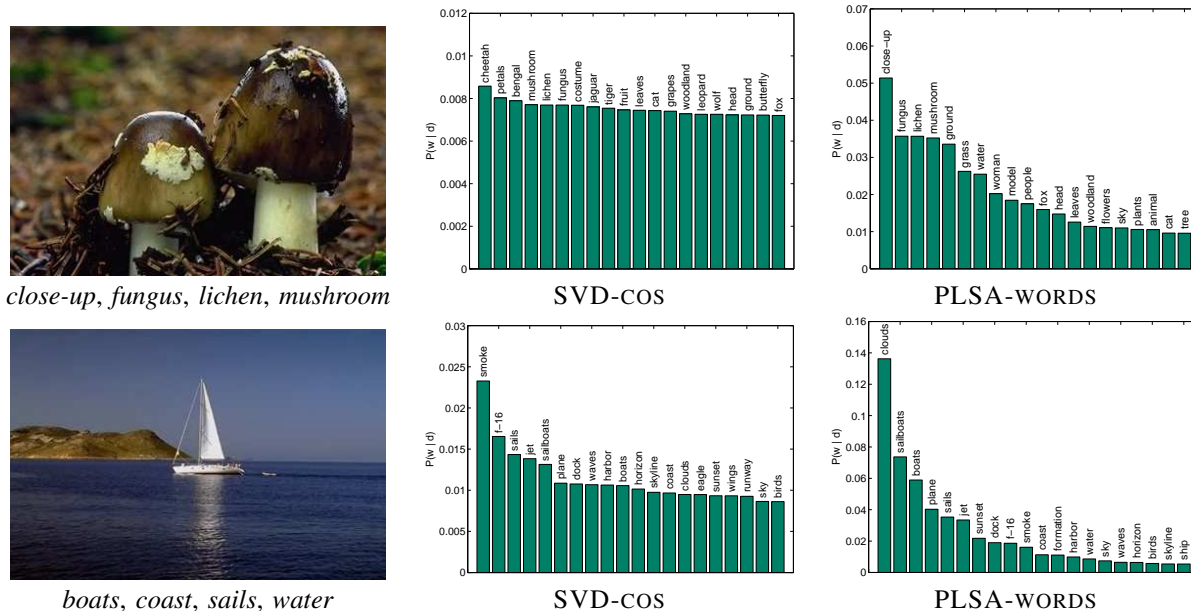 0.012
0.01
0.008
0.006
0.004
0.002
0
P(w | d)
cheetah
petals
bengal
mushroom
lichen
fungus
costume
jaguar
tiger
fruit
leaves
cat
grapes
woodland
leopard
wolf
head
ground
butterfly
fox
0.07
0.06
0.05
0.04
0.03
0.02
0.01
0
P(w | d)
close−up
fungus
lichen
mushroom
ground
grass
water
woman
model
people
fox
head
leaves
woodland
flowers
sky
plants
animal
cat
tree
close-up, fungus, lichen, mushroom
SVD-COS
PLSA-WORDS
0.03
0.025
0.02
0.015
0.01
0.005
0
P(w | d)
smoke
f−16
sails
jet
sailboats
plane
dock
waves
harbor
boats
horizon
skyline
coast
clouds
eagle
sunset
wings
runway
sky
birds
0.16
0.14
0.12
0.1
0.08
0.06
0.04
0.02
0
P(w | d)
clouds
sailboats
boats
plane
sails
jet
sunset
dock
f−16
smoke
coast
formation
harbor
water
sky
waves
horizon
birds
skyline
ship
boats, coast, sails, water
SVD-COS
PLSA-WORDS